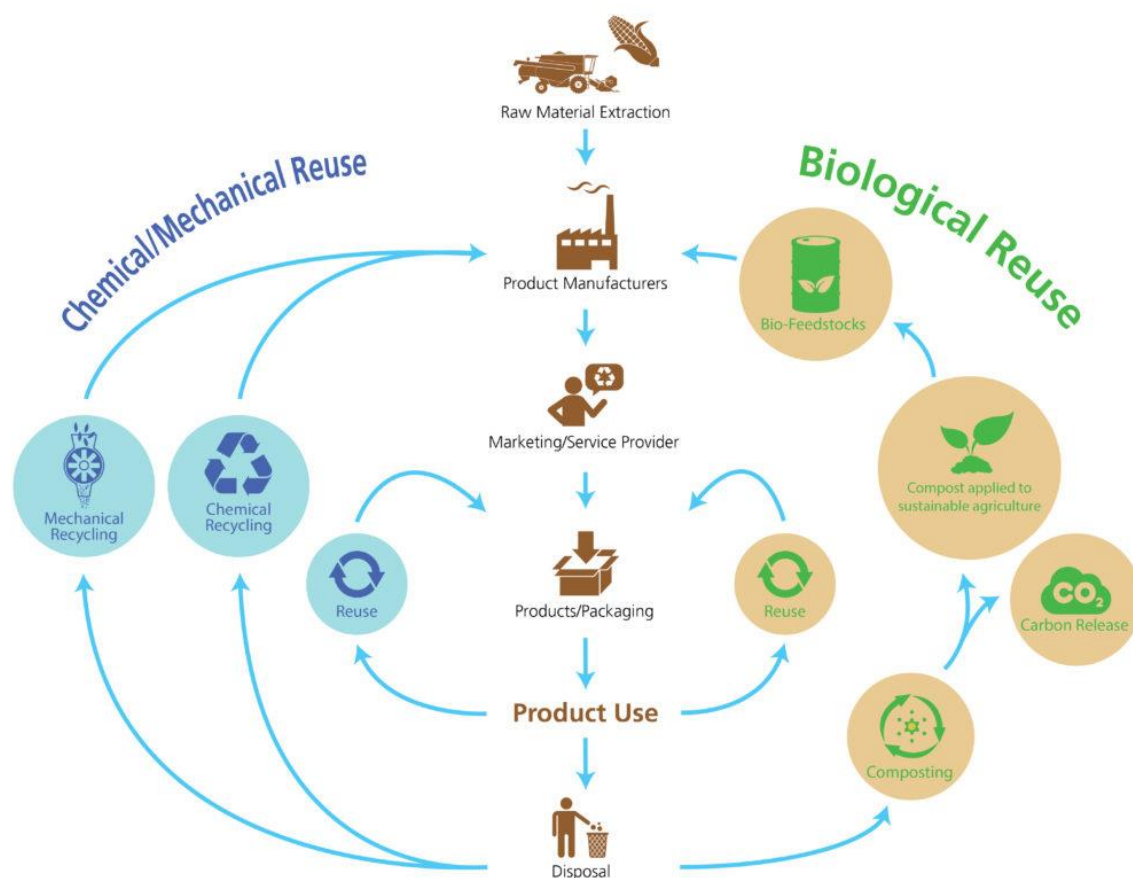 Raw Material Extraction
Chemical/Mechanical Reuse
Biological Reuse
Product Manufacturers
Bio-Feedstocks
Marketing/Service Provider
Mechanical
Recycling
Chemical
Recycling
Compost applied to
sustainable agriculture
Reuse
Products/Packaging
Reuse
CO2
Carbon Release
Product Use
Composting
Disposal